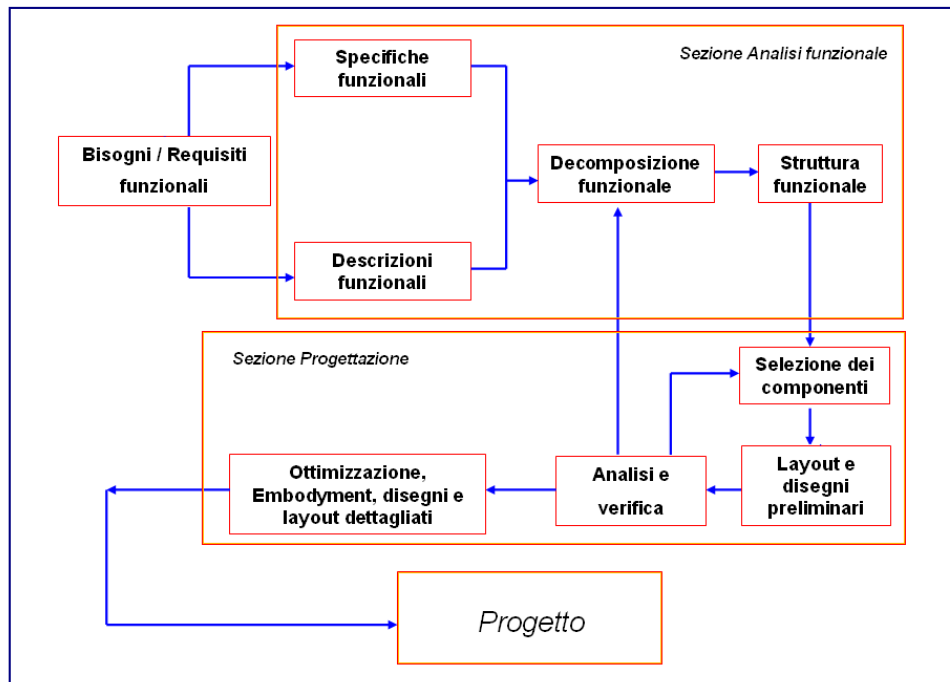 Specifiche
funzionali
Sezione Analisi funzionale
Bisogni / Requisiti
funzionali
Decomposizione
funzionale
Struttura
funzionale
Descrizioni
funzionali
Sezione Progettazione
Selezione dei
componenti
Ottimizzazione,
Embodyment, disegni e
layout dettagliati
Analisi e
verifica
Layout e
disegni
preliminari
Progetto